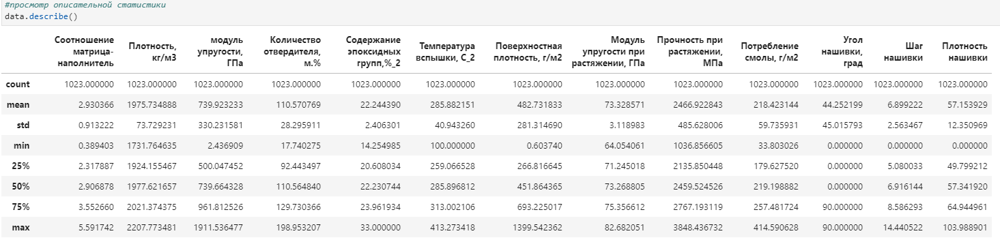 #просмотр описательной статистики
data.describe()
Соотношение матрица-наполнитель Плотность, кг/м3 модуль упругости, ГПа Количество отвердителя, м.% Содержание эпоксидных групп,%_2 Температура вспышки, С_2 Поверхностная плотность, г/м2 Модуль упругости при растяжении, ГПа Прочность при растяжении, МПа Потребление смолы, г/м2 Угол нашивки, град Шаг нашивки Плотность нашивки
count 1023.000000 1023.000000 1023.000000 1023.000000 1023.000000 1023.000000 1023.000000 1023.000000 1023.000000 1023.000000 1023.000000 1023.000000 1023.000000
mean 2.930366 1975.734888 739.923233 110.570769 22.244390 285.882151 482.731833 73.328571 2466.922843 218.423144 44.252199 6.899222 57.153929
std 0.913222 73.729231 330.231581 28.295911 2.406301 40.943260 281.314690 3.118983 485.628006 59.735931 45.015793 2.563467 12.350969
min 0.389403 1731.764635 2.436909 17.740275 14.254985 100.000000 0.603740 64.054061 1036.856605 33.803026 0.000000 0.000000 0.000000
25% 2.317887 1924.155467 500.047452 92.443497 20.608034 259.066528 266.816645 71.245018 2135.850448 179.627520 0.000000 5.080033 49.799212
50% 2.906878 1977.621657 739.664328 110.564840 22.230744 285.896812 451.864365 73.268805 2459.524526 219.198882 0.000000 6.916144 57.341920
75% 3.552660 2021.374375 961.812526 129.730366 23.961934 313.002106 693.225017 75.356612 2767.193119 257.481724 90.000000 8.586293 64.944961
max 5.591742 2207.773481 1911.536477 198.953207 33.000000 413.273418 1399.542362 82.682051 3848.436732 414.590628 90.000000 14.440522 103.988901